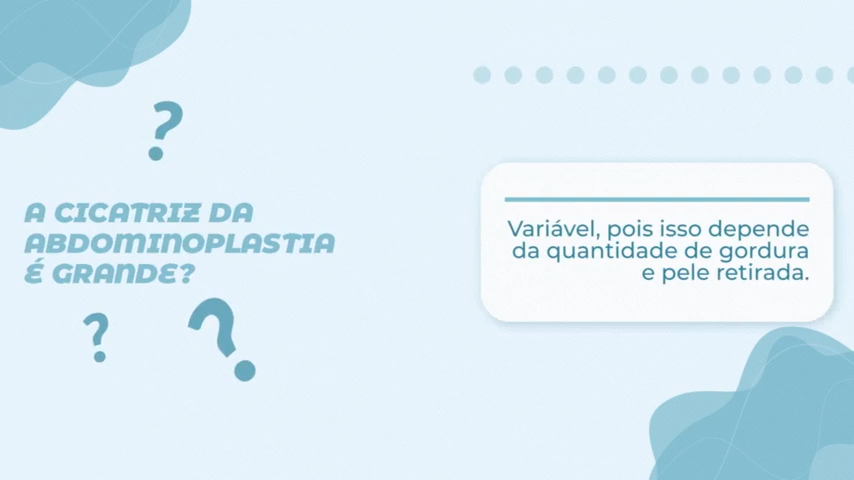 ?
A CICATRIZ DA
ABDOMINOPLASTIA
É GRANDE?
? ?
Variável, pois isso depende
da quantidade de gordura
e pele retirada.